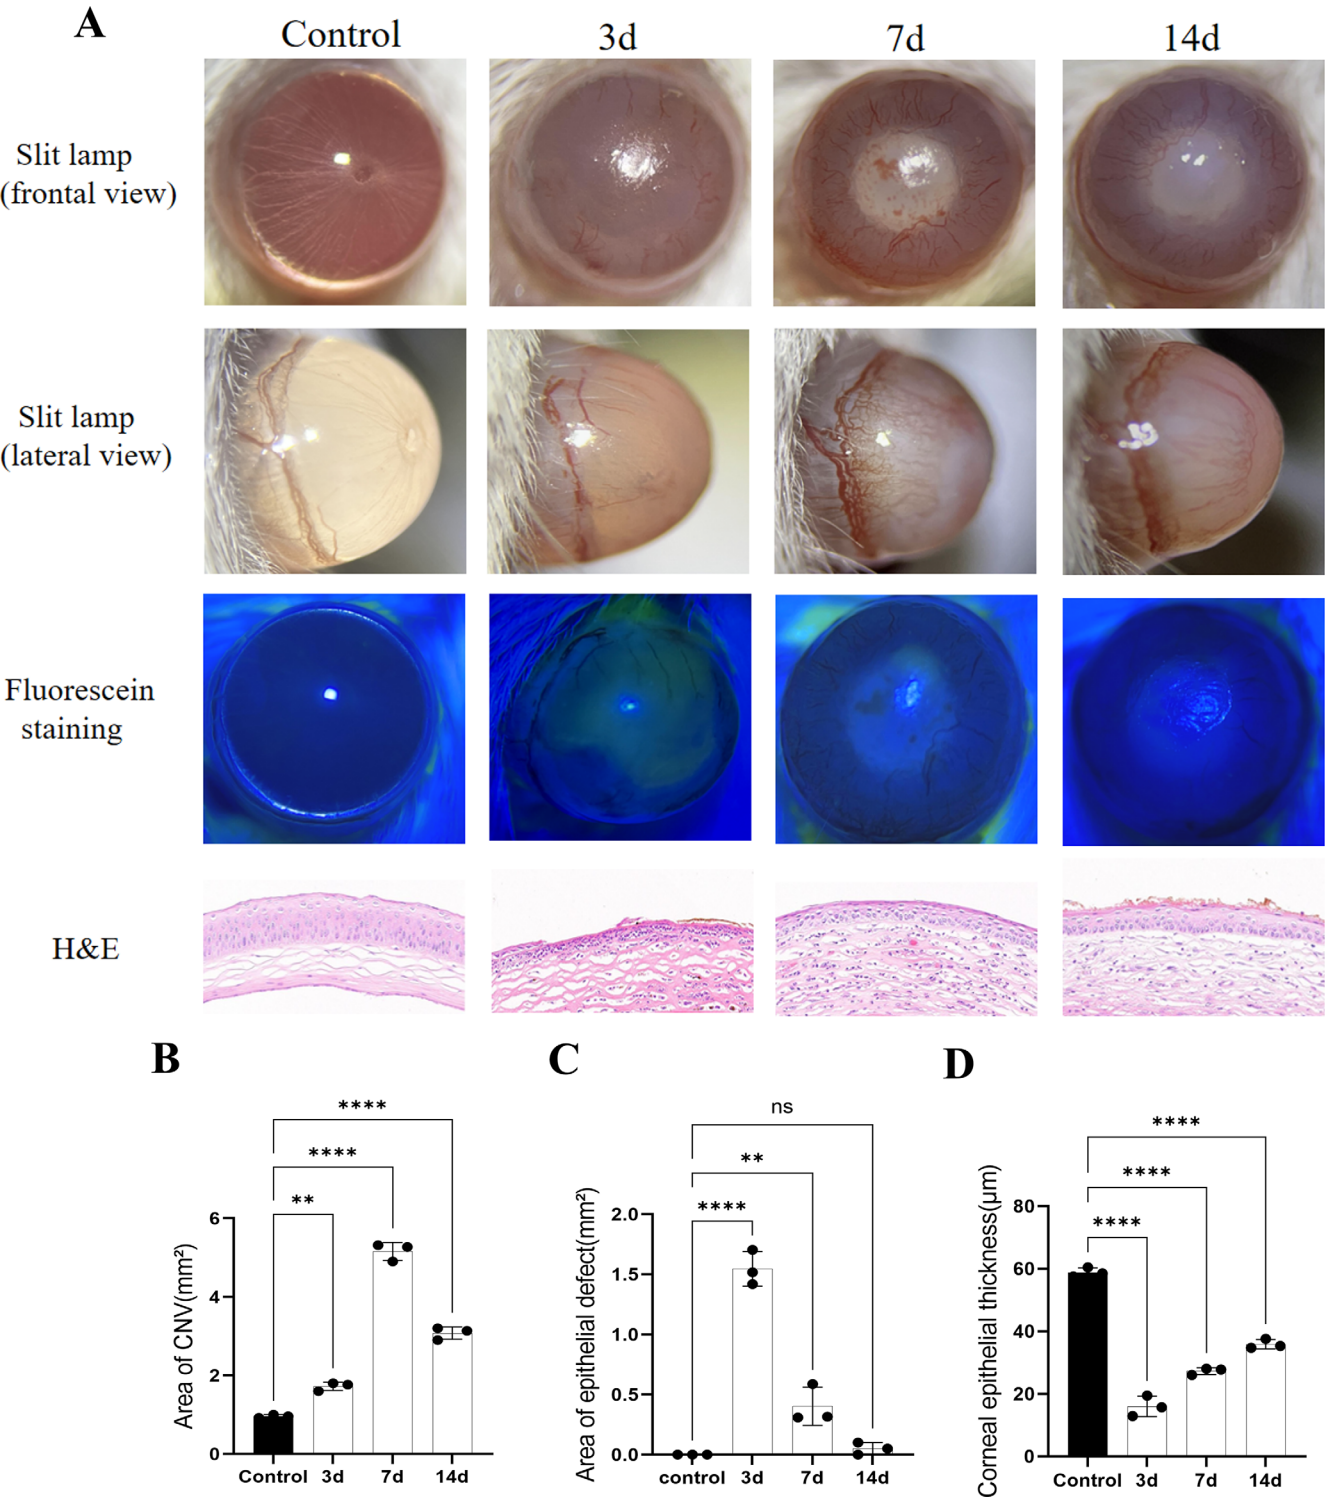 A
Control
3d
7d
14d
Slit lamp
(frontal view)
Slit lamp
(lateral view)
Fluorescein
staining
H&E
B
Area of CNV(mm²)
6
4
2
0
****
****
**
Control
3d
7d
14d
C
Area of epithelial defect(mm²)
2.0
1.5
1.0
0.5
0.0
ns
**
****
control
3d
7d
14d
D
Corneal epithelial thickness(μm)
80
60
40
20
0
****
****
****
Control
3d
7d
14d